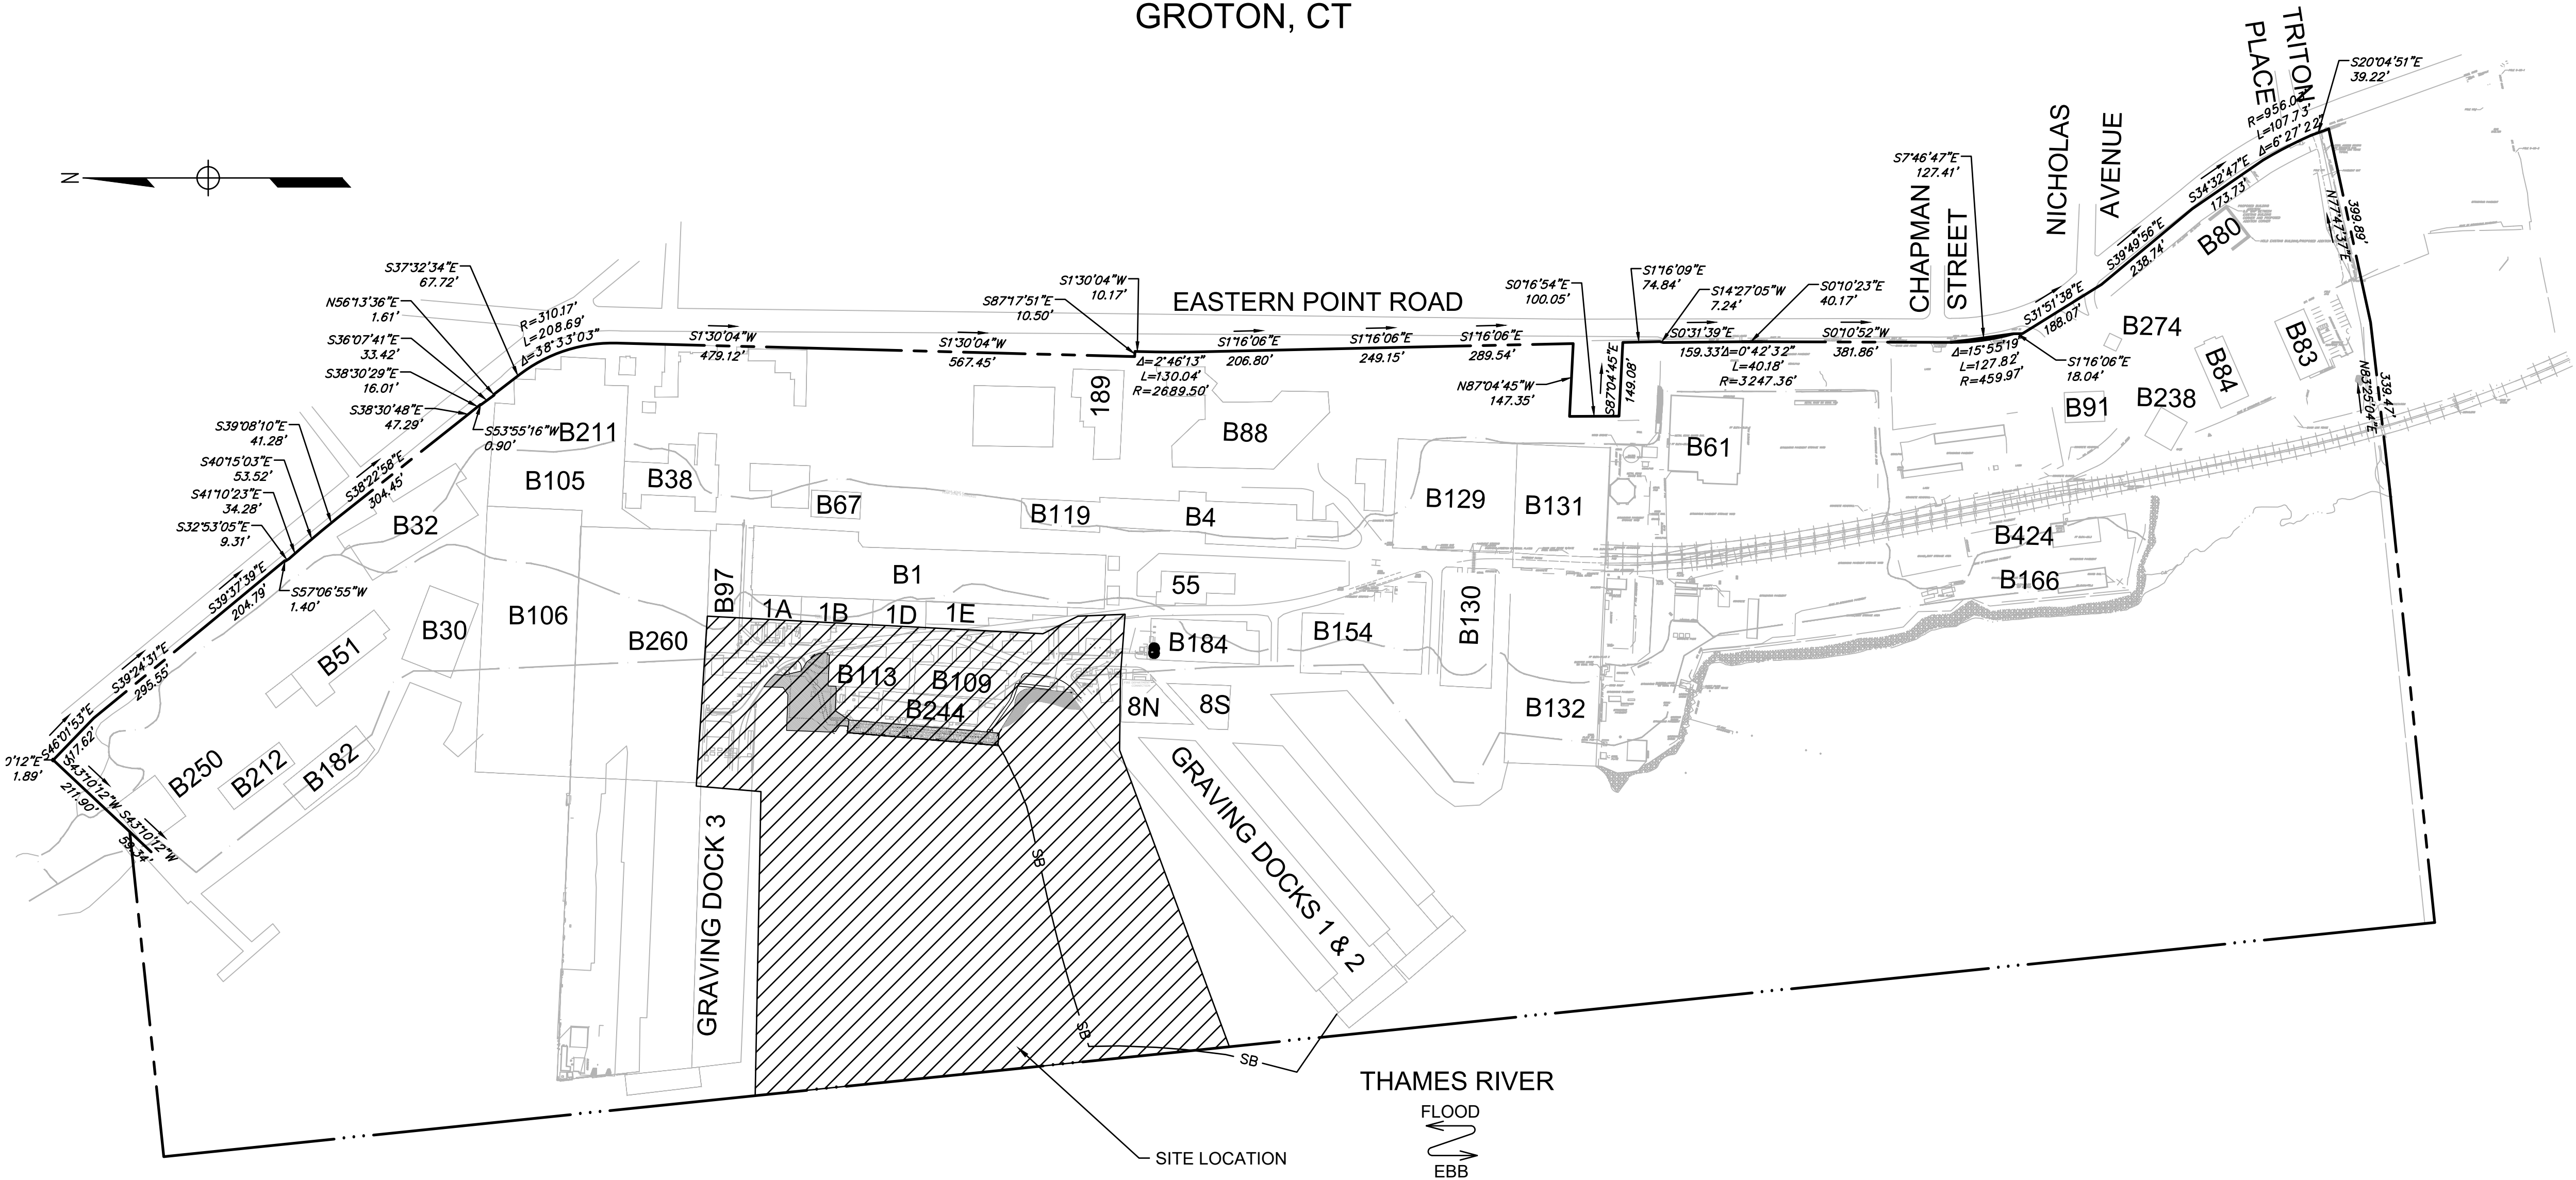 GROTON, CT
TRITON
PLACE
S20°04'51"E
39.22'
R=956.03'
L=107.73'
Δ=6°27'22"
N
NICHOLAS
AVENUE
S7°46'47"E
127.41'
CHAPMAN
STREET
S34°32'47"E
173.73'
S39°49'56"E
238.74'
S31°51'38"E
188.07'
N77°47'37"E
399.89'
B80
S37°32'34"E
67.72'
N56°13'36"E
1.61'
S36°07'41"E
33.42'
S38°30'29"E
16.01'
S38°30'48"E
47.29'
S53°55'16"W
0.90'
R=310.17'
L=208.69'
Δ=38°33'03"
S1°30'04"W
479.12'
S1°30'04"W
567.45'
S87°17'51"E
10.50'
S1°30'04"W
10.17'
EASTERN POINT ROAD
Δ=2°46'13"
L=130.04'
R=2689.50'
S1°16'06"E
206.80'
S1°16'06"E
249.15'
S1°16'06"E
289.54'
S0°16'54"E
100.05'
N87°04'45"W
147.35'
S87°04'45"E
149.08'
S1°16'09"E
74.84'
S14°27'05"W
7.24'
S0°10'23"E
40.17'
S0°31'39"E
159.33'
Δ=0°42'32"
L=40.18'
R=3247.36'
S0°10'52"W
381.86'
Δ=15°55'19"
L=127.82'
R=459.97'
S1°16'06"E
18.04'
B274
B83
B84
B91
B238
N83°25'04"E
339.47'
S39°08'10"E
41.28'
S40°15'03"E
53.52'
S41°10'23"E
34.28'
S32°53'05"E
9.31'
S38°22'58"E
304.45'
S57°06'55"W
1.40'
S39°37'39"E
204.79'
S39°24'31"E
295.55'
S46°01'53"E
117.62'
0'12"E
1.89'
S43°10'12"W
211.90'
S43°10'12"W
59.34'
B211
B105
B38
B32
B67
189
B88
B119
B4
B129
B131
B61
B424
B166
B1
55
B97
1A
1B
1D
1E
B30
B51
B106
B260
B113
B109
B244
B184
B154
B130
8N
8S
B132
B250
B212
B182
GRAVING DOCK 3
GRAVING DOCKS 1 & 2
SB
SB
SB
THAMES RIVER
FLOOD
EBB
SITE LOCATION